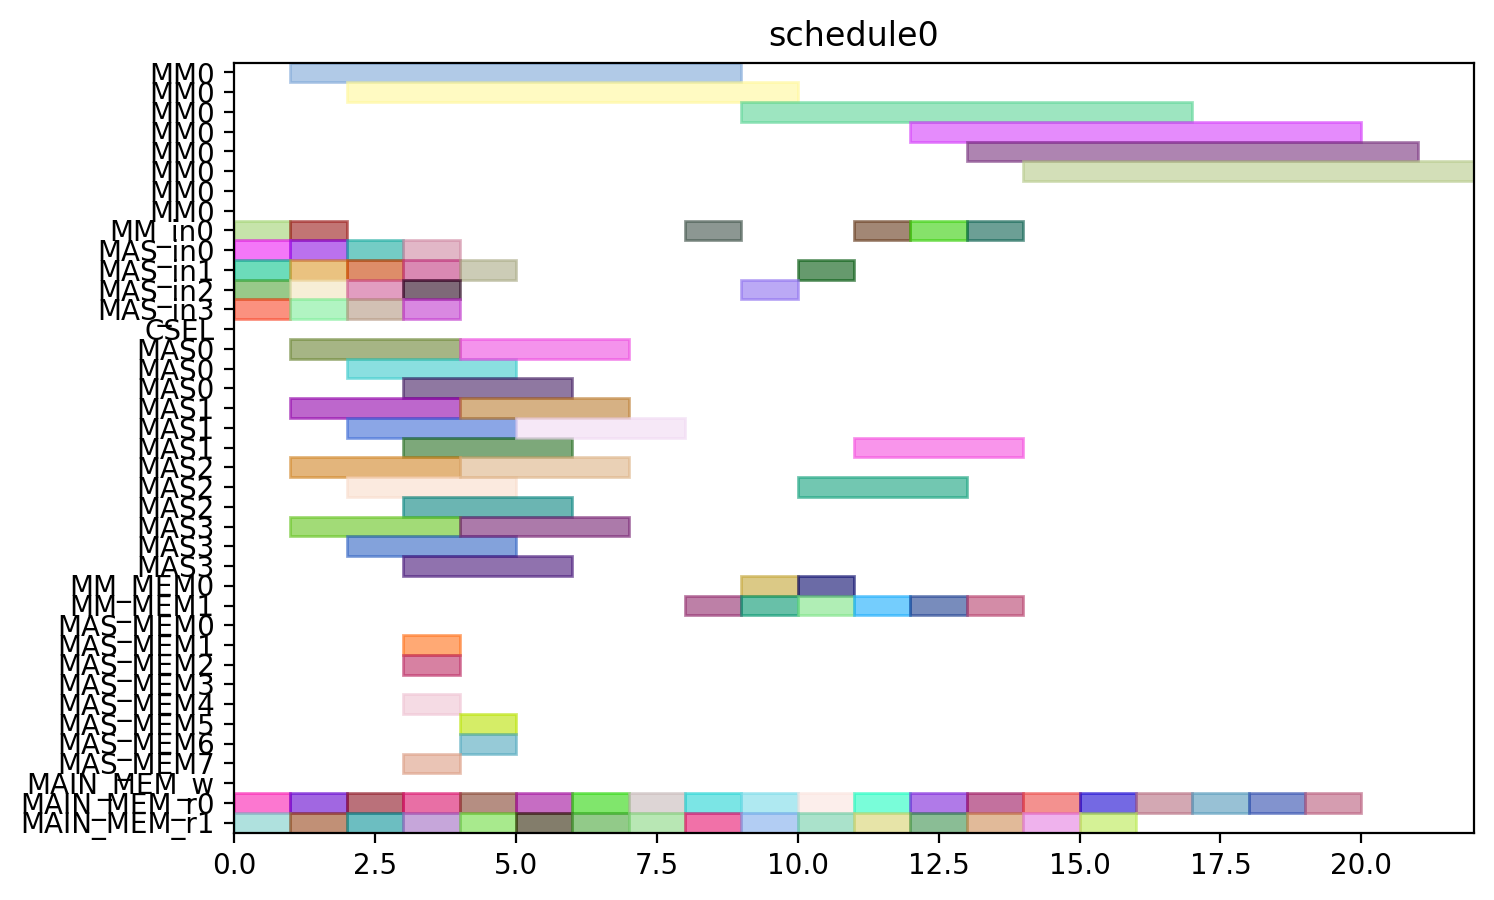 schedule0
MM0
MM0
MM0
MM0
MM0
MM0
MM0
MM0
MM_in0
MAS_in0
MAS_in1
MAS_in2
MAS_in3
CSEL
MAS0
MAS0
MAS0
MAS1
MAS1
MAS1
MAS2
MAS2
MAS2
MAS3
MAS3
MAS3
MM_MEM0
MM_MEM1
MAS_MEM0
MAS_MEM1
MAS_MEM2
MAS_MEM3
MAS_MEM4
MAS_MEM5
MAS_MEM6
MAS_MEM7
MAIN_MEM_w
MAIN_MEM_r0
MAIN_MEM_r1
0.0 2.5 5.0 7.5 10.0 12.5 15.0 17.5 20.0